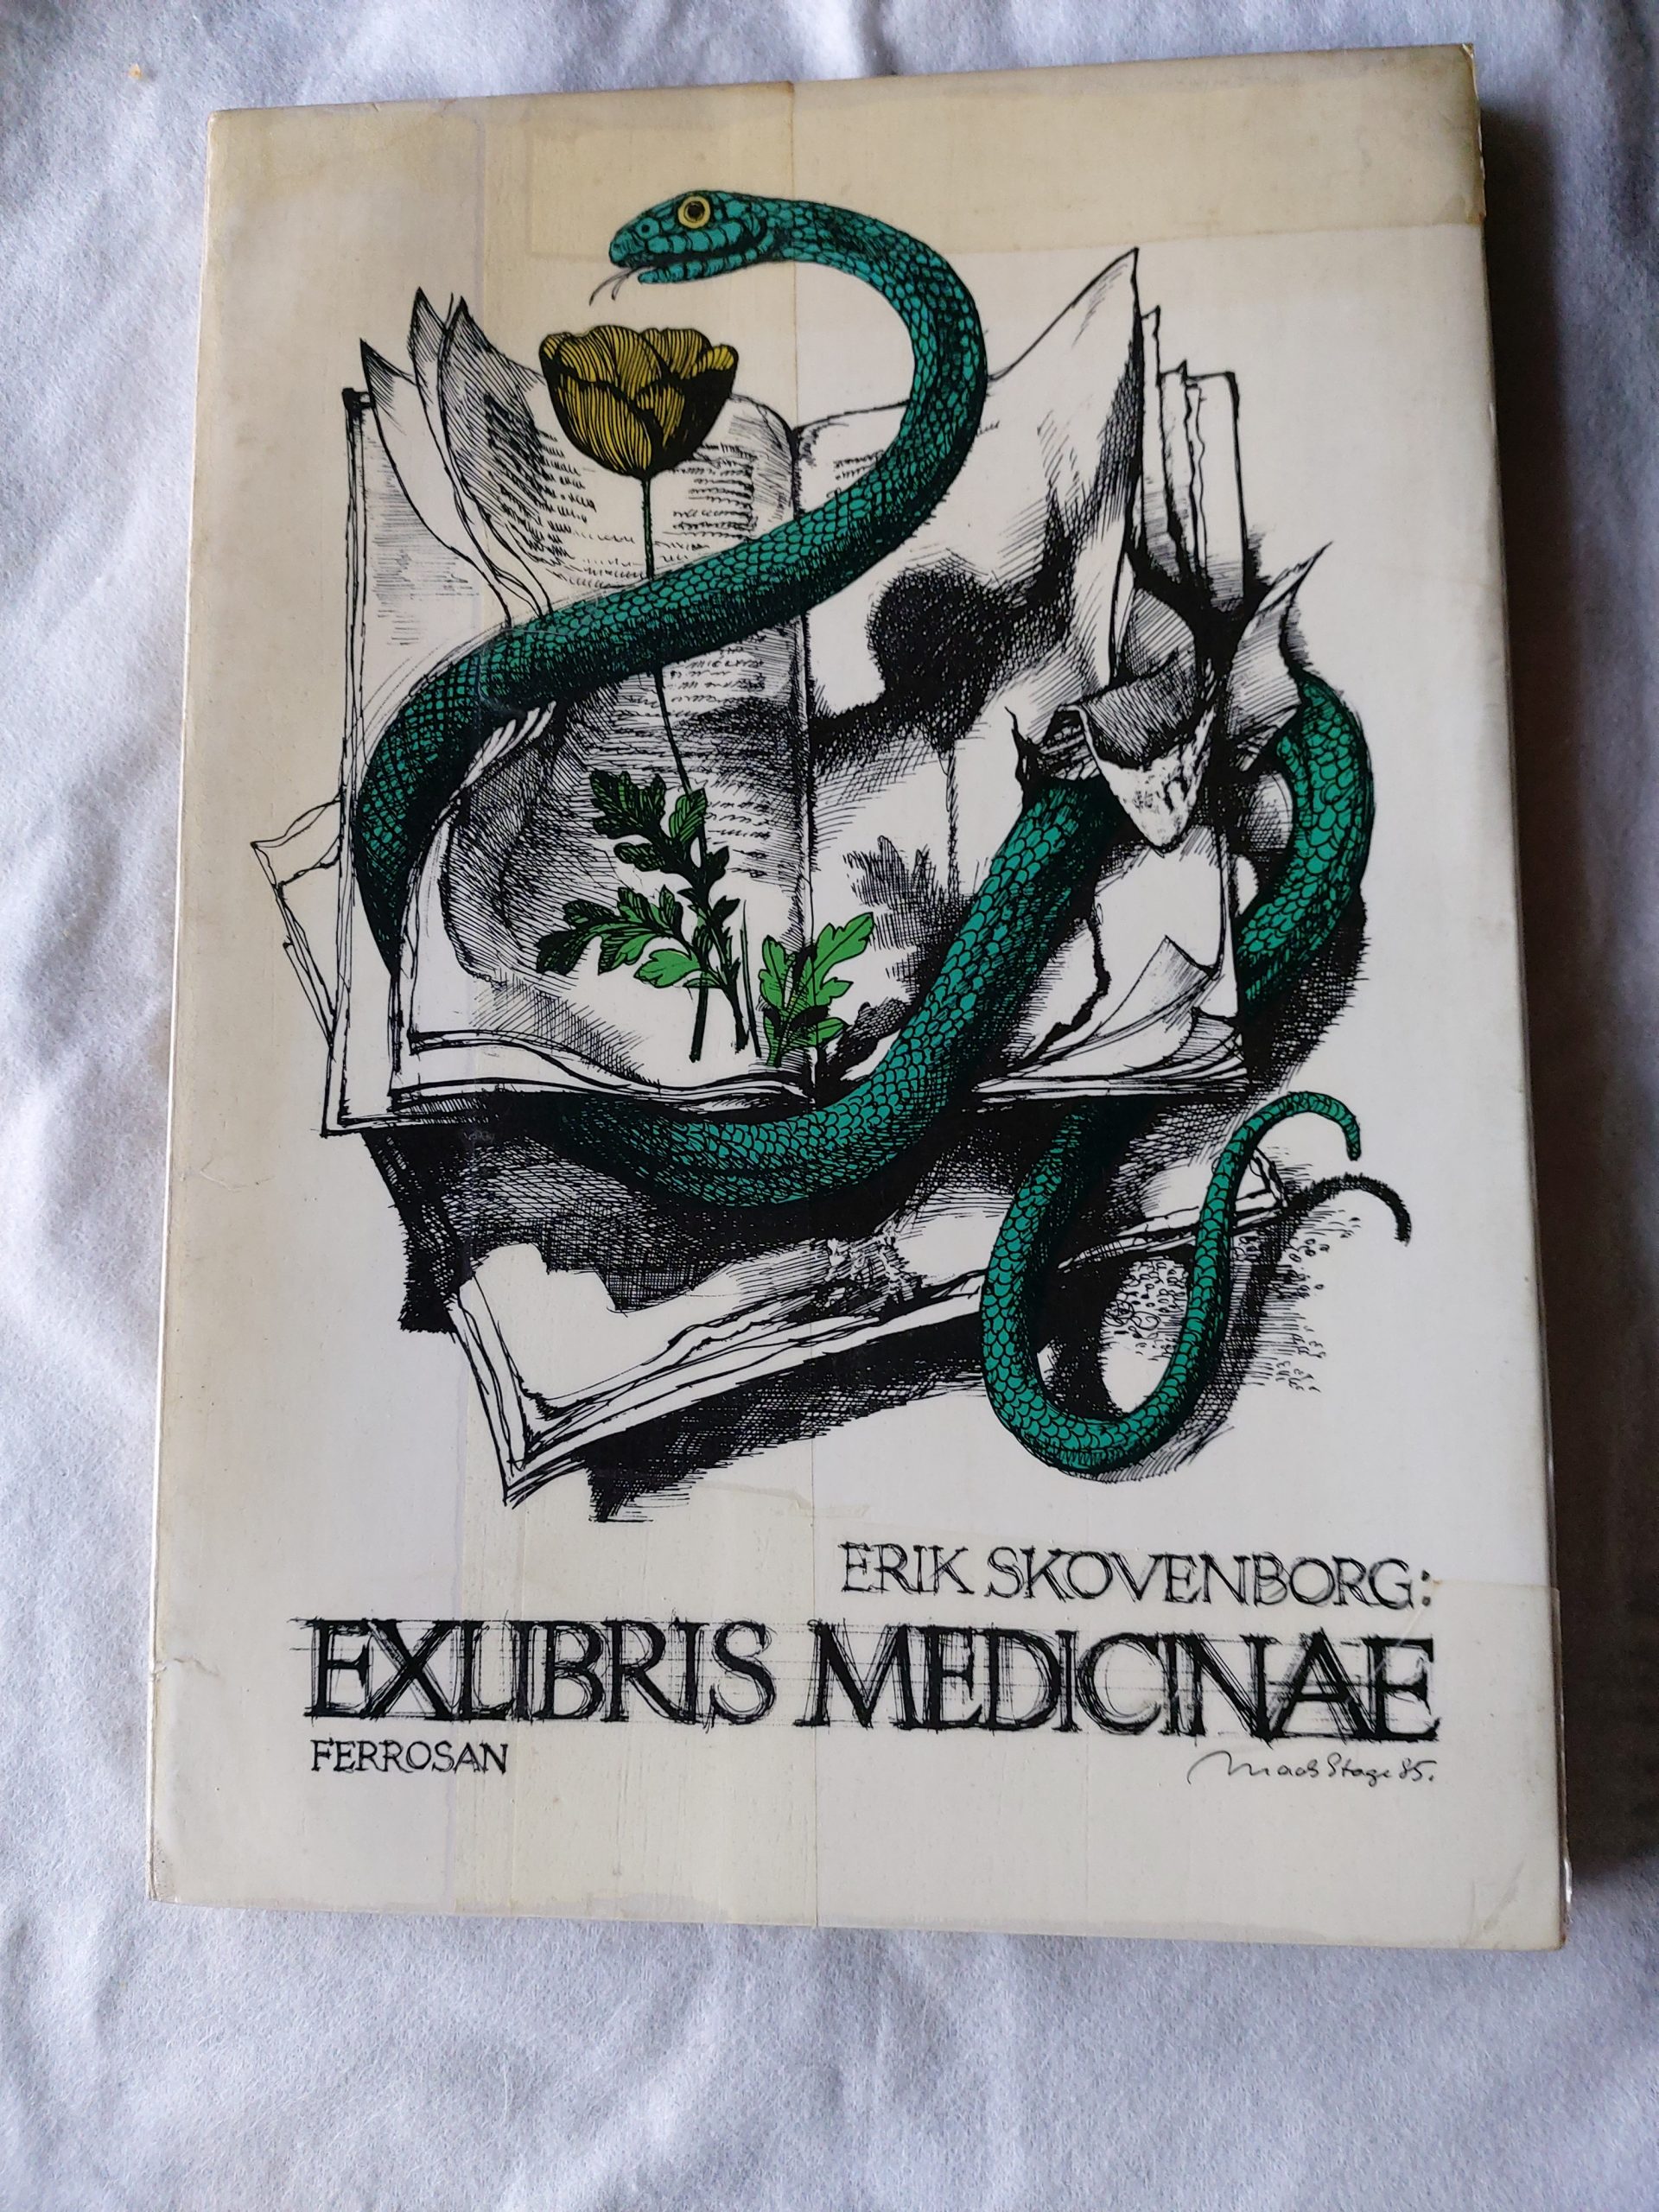 ERIK SKOVENBORG:
EXLIBRIS MEDICINAE
FERROSAN
Mads Stage 85.